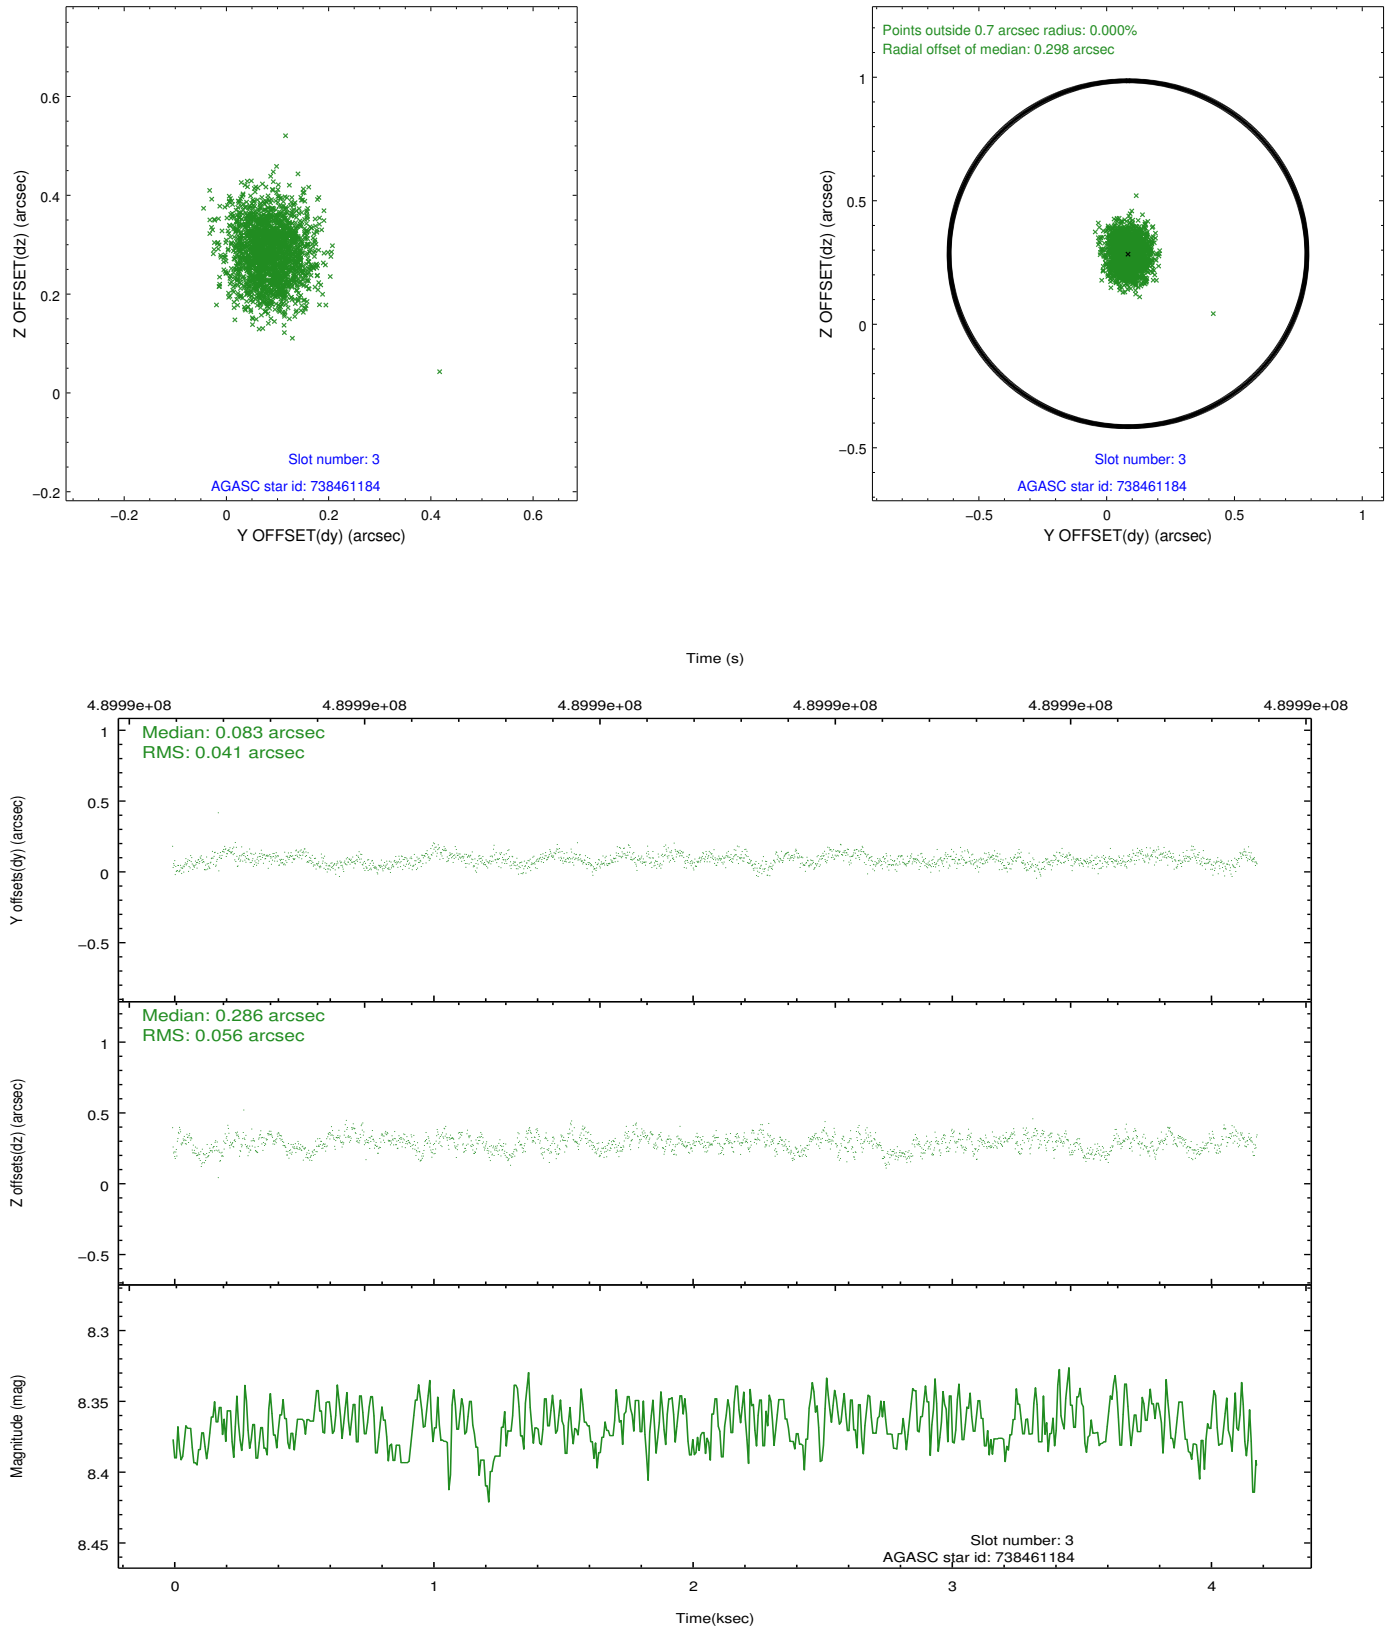 0.6
0.4
0.2
0
−0.2
Z OFFSET(dz) (arcsec)
Slot number: 3
AGASC star id: 738461184
−0.2 0 0.2 0.4 0.6
Y OFFSET(dy) (arcsec)
Points outside 0.7 arcsec radius: 0.000%
Radial offset of median: 0.298 arcsec
1
0.5
0
−0.5
Z OFFSET(dz) (arcsec)
Slot number: 3
AGASC star id: 738461184
−0.5 0 0.5 1
Y OFFSET(dy) (arcsec)
Time (s)
4.8999e+08 4.8999e+08 4.8999e+08 4.8999e+08 4.8999e+08 4.8999e+08
Median: 0.083 arcsec
RMS: 0.041 arcsec
1
0.5
0
−0.5
Y offsets(dy) (arcsec)
Median: 0.286 arcsec
RMS: 0.056 arcsec
1
0.5
0
−0.5
Z offsets(dz) (arcsec)
8.3
8.35
8.4
8.45
Magnitude (mag)
Slot number: 3
AGASC star id: 738461184
0 1 2 3 4
Time(ksec)